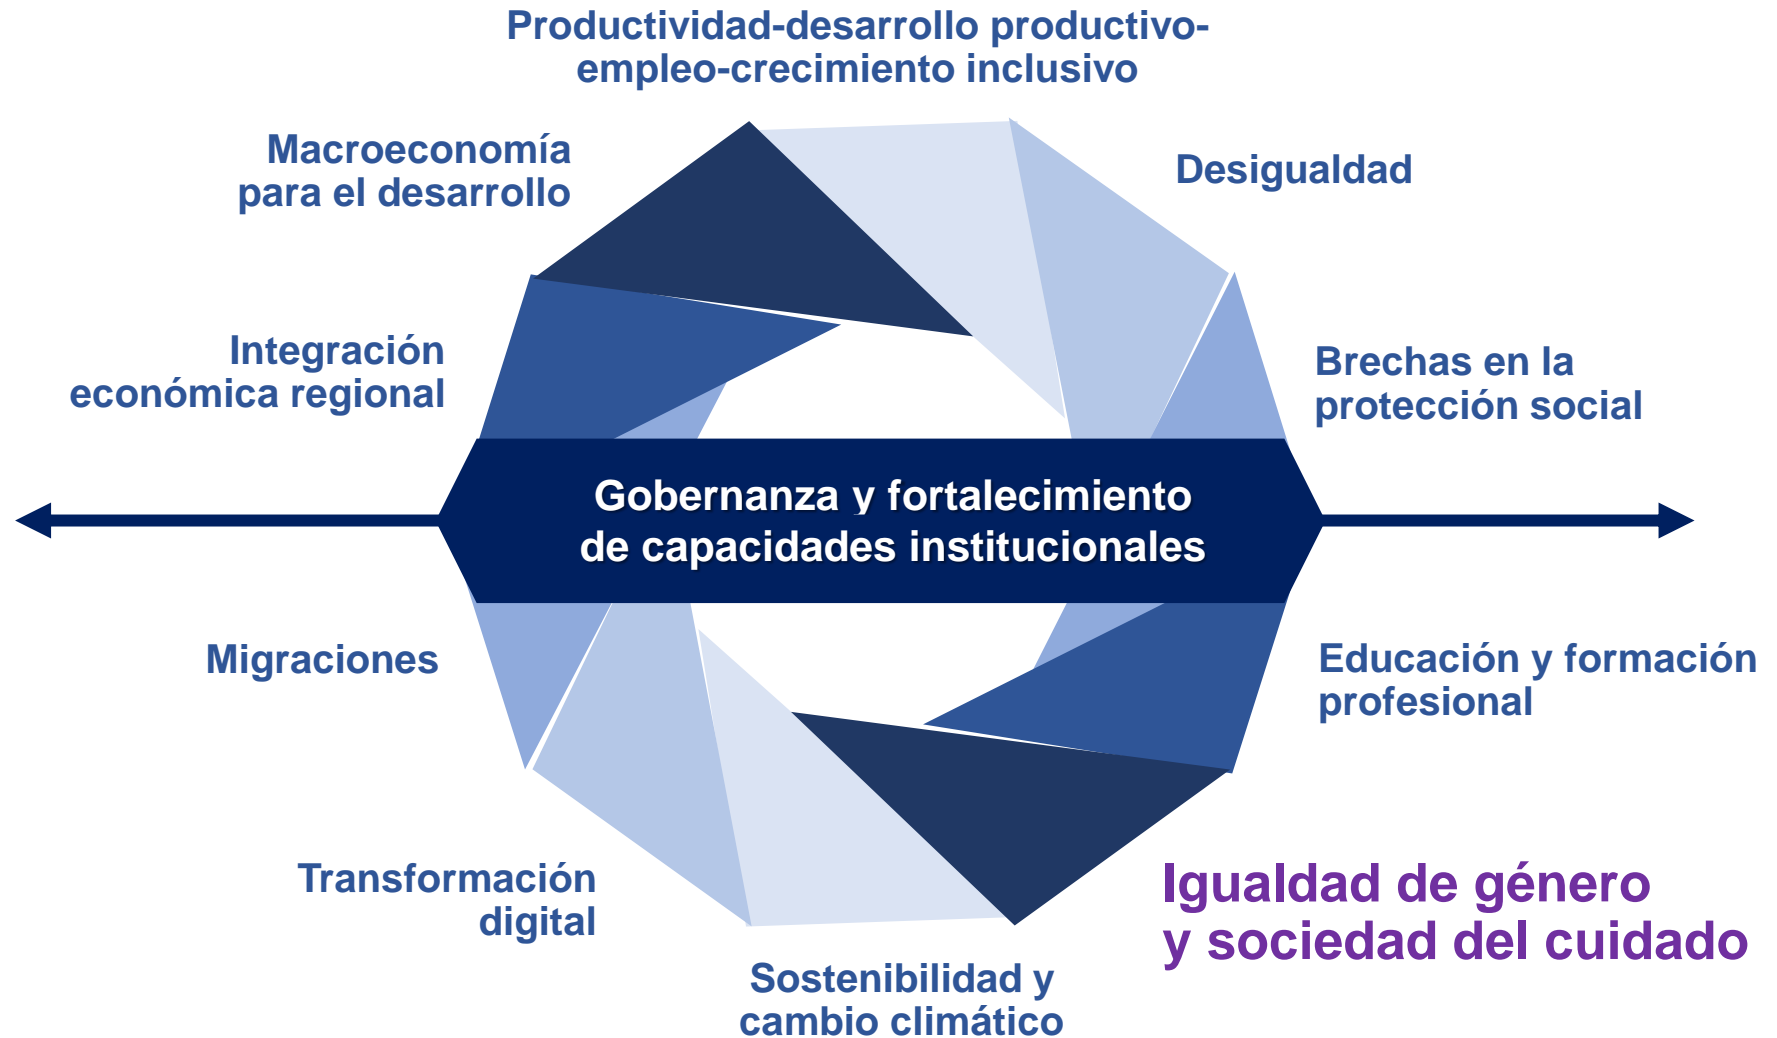 Productividad-desarrollo productivo-
empleo-crecimiento inclusivo
Macroeconomía
para el desarrollo
Desigualdad
Integración
económica regional
Brechas en la
protección social
Gobernanza y fortalecimiento
de capacidades institucionales
Migraciones
Educación y formación
profesional
Transformación
digital
Igualdad de género
y sociedad del cuidado
Sostenibilidad y
cambio climático